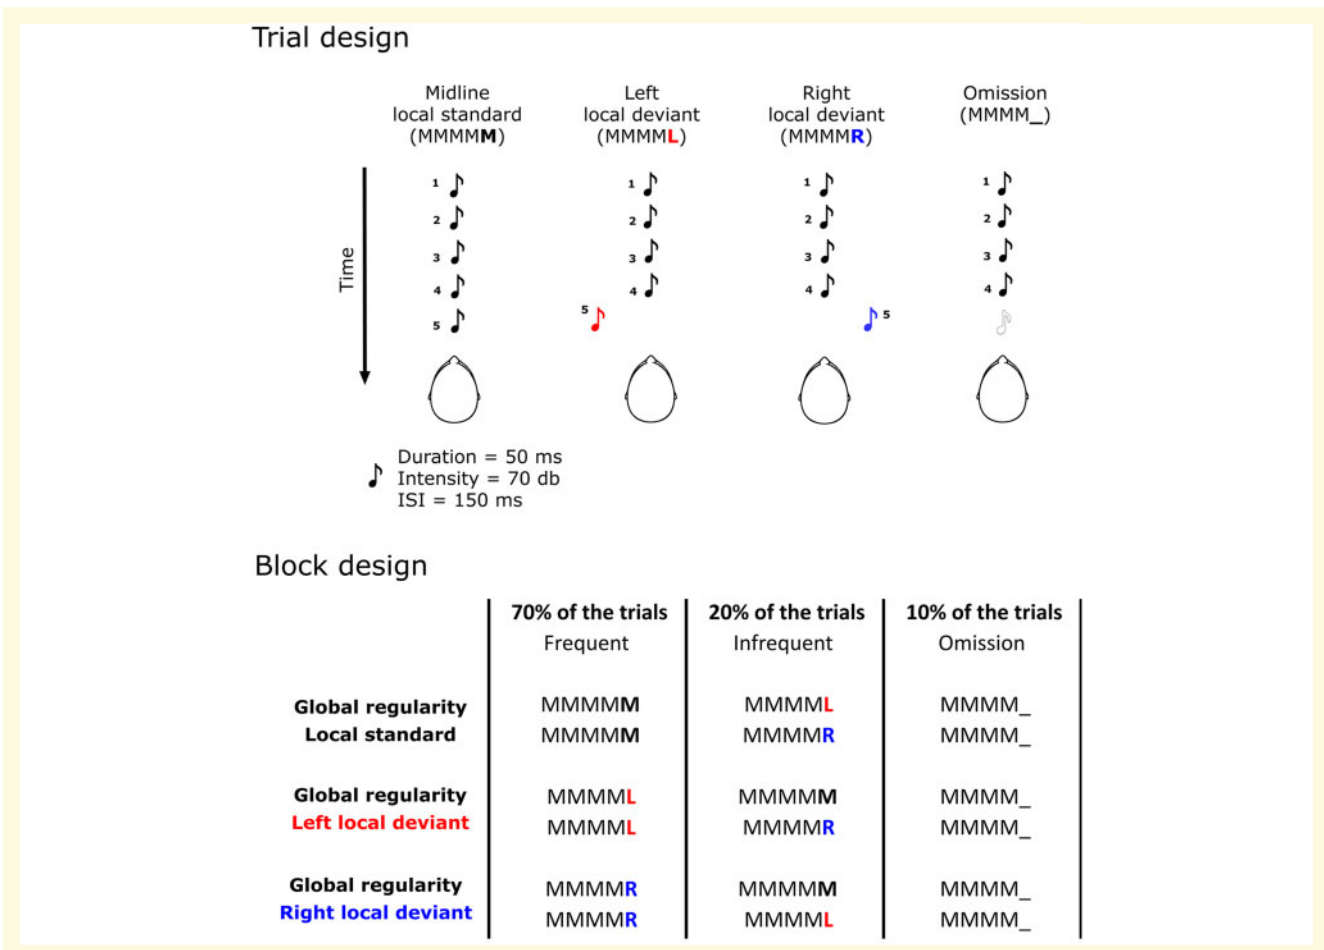 Trial design
Midline
local standard
(MMMMM)
Left
local deviant
(MMMML)
Right
local deviant
(MMMMR)
Omission
(MMMM_)
Time
1
2
3
4
5
1
2
3
4
5
1
2
3
4
5
1
2
3
4
Duration = 50 ms
Intensity = 70 db
ISI = 150 ms
Block design
70% of the trials 20% of the trials 10% of the trials
Frequent Infrequent Omission
Global regularity MMMMM MMMML MMMM_
Local standard MMMMM MMMMR MMMM_
Global regularity MMMML MMMMM MMMM_
Left local deviant MMMML MMMMR MMMM_
Global regularity MMMMR MMMMM MMMM_
Right local deviant MMMMR MMMML MMMM_